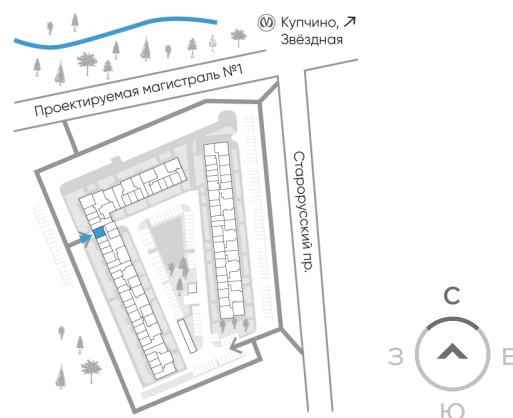 Купчино, ↗
Звёздная
Проектируемая магистраль №1
Старорусский пр.
С
З
В
Ю